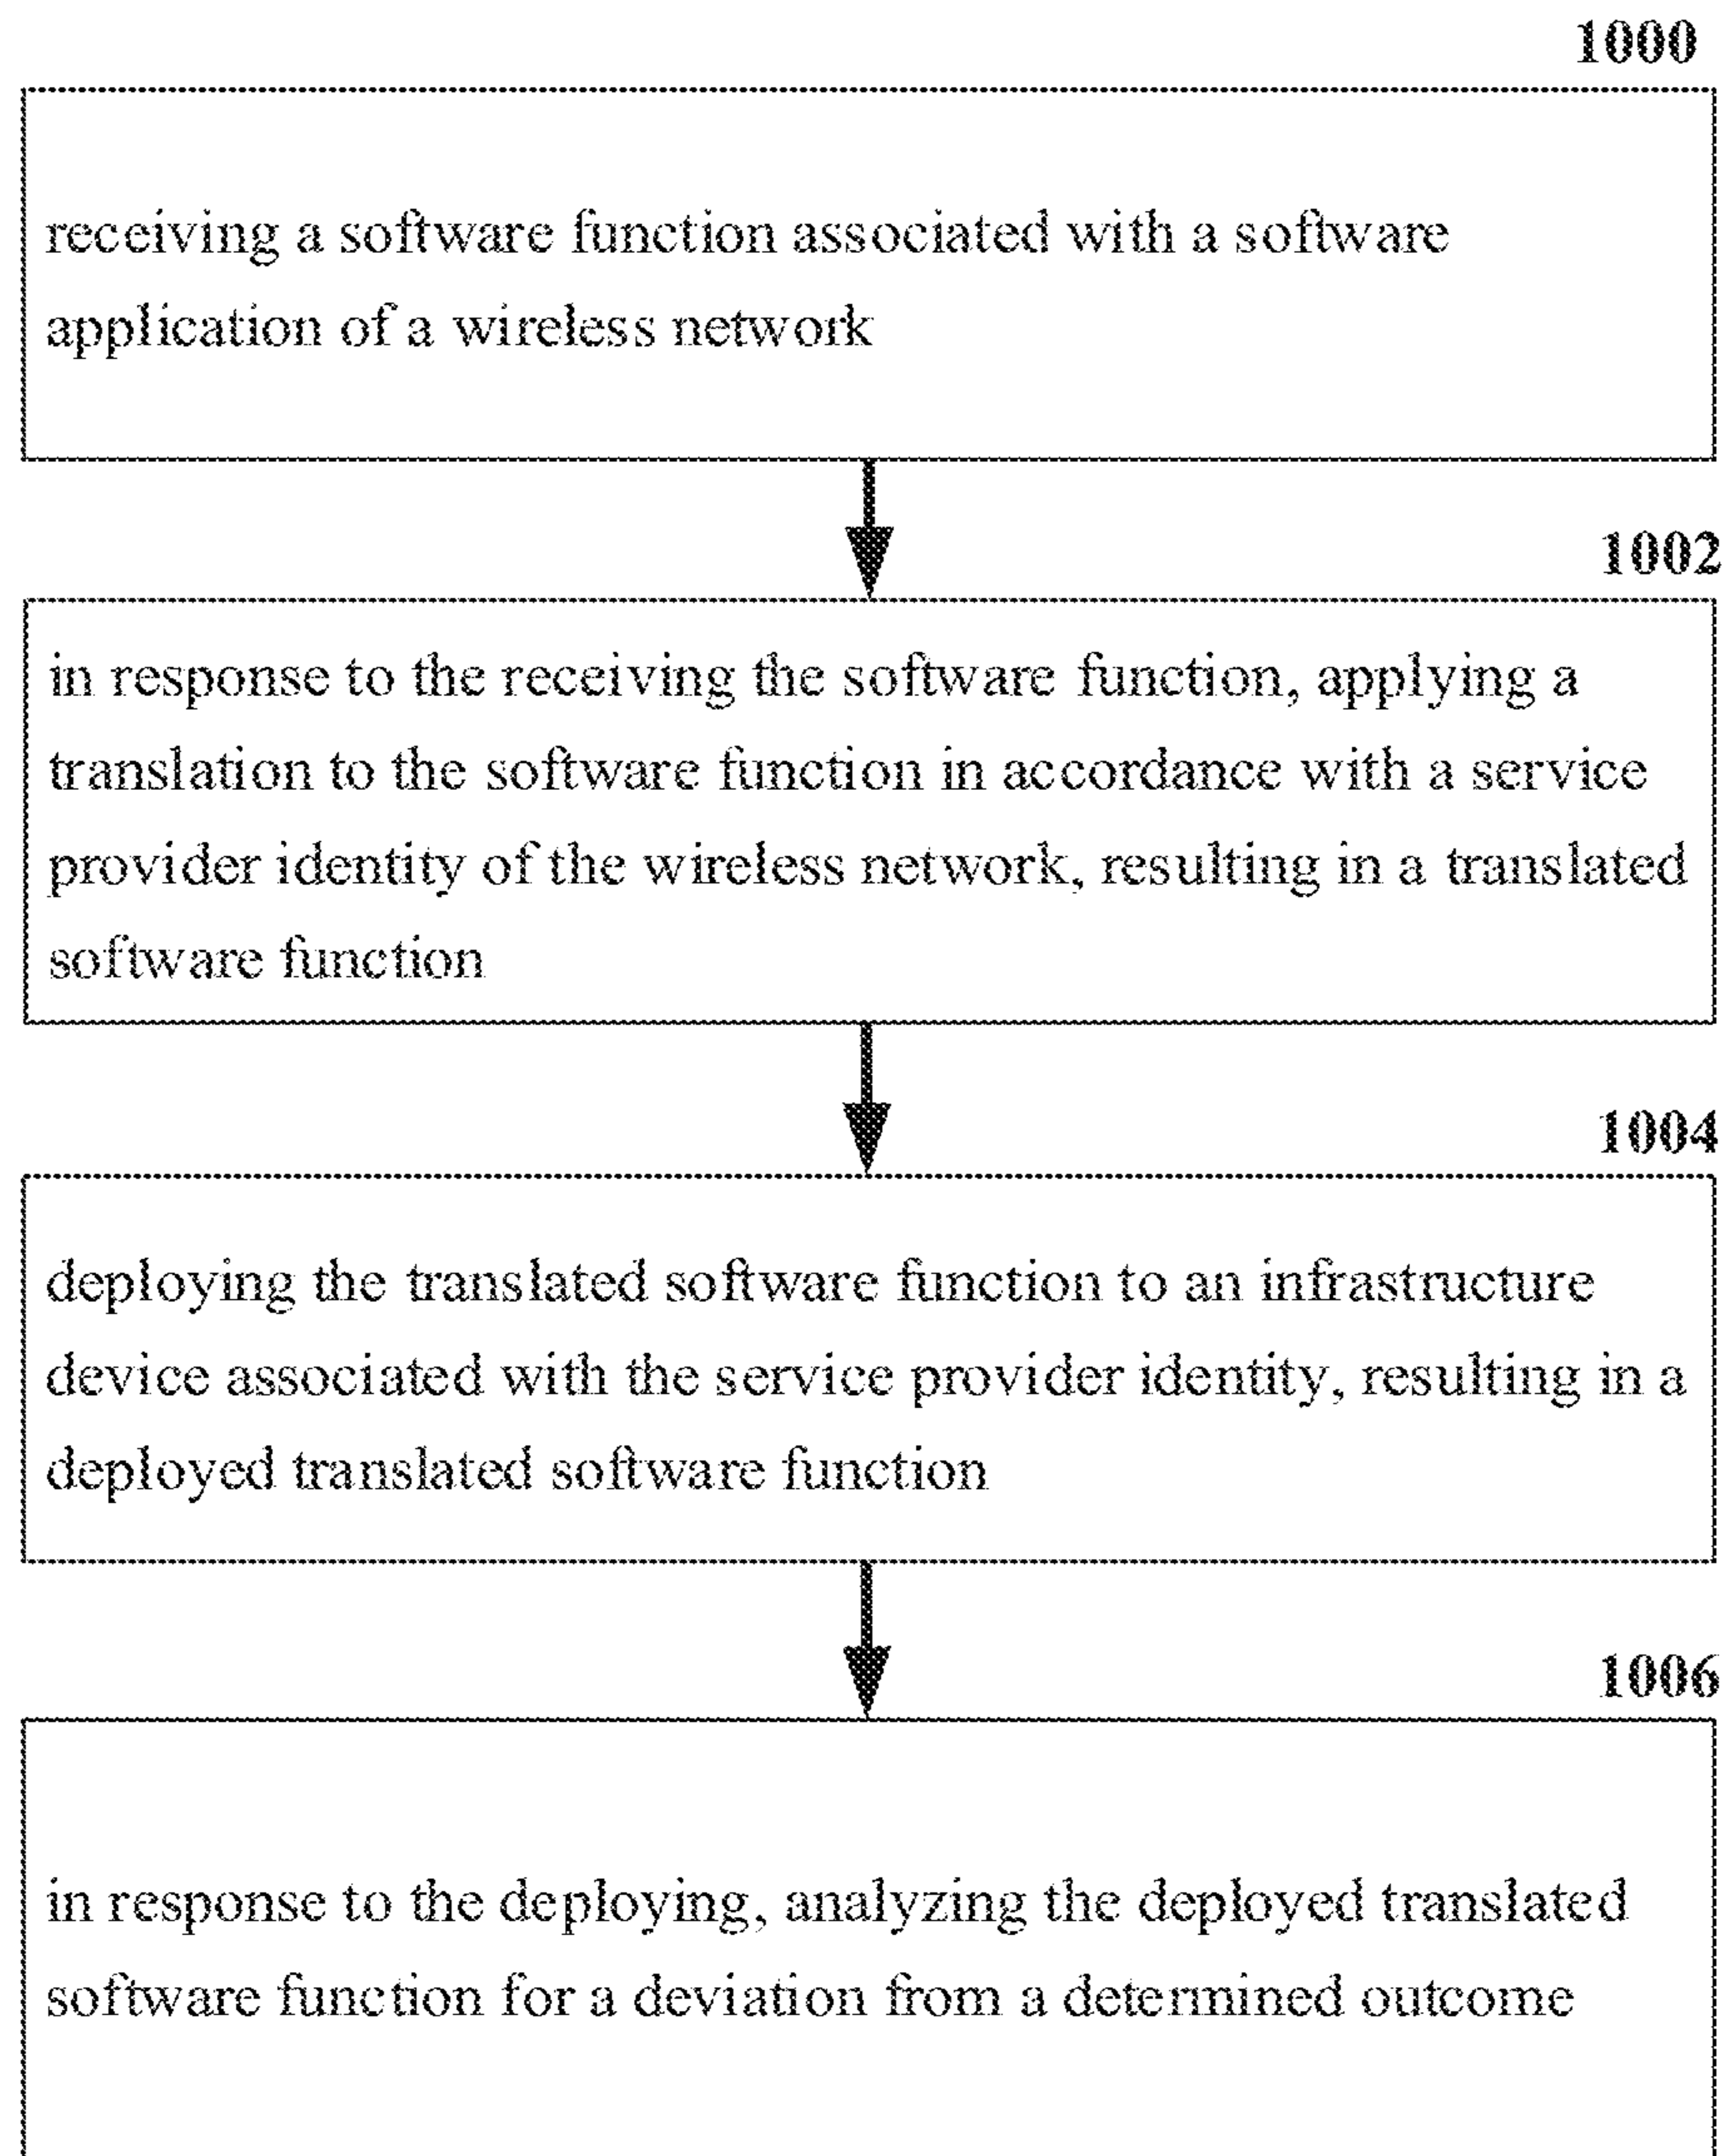 1000
receiving a software function associated with a software
application of a wireless network
1002
in response to the receiving the software function, applying a
translation to the software function in accordance with a service
provider identity of the wireless network, resulting in a translated
software function
1004
deploying the translated software function to an infrastructure
device associated with the service provider identity, resulting in a
deployed translated software function
1006
in response to the deploying, analyzing the deployed translated
software function for a deviation from a determined outcome